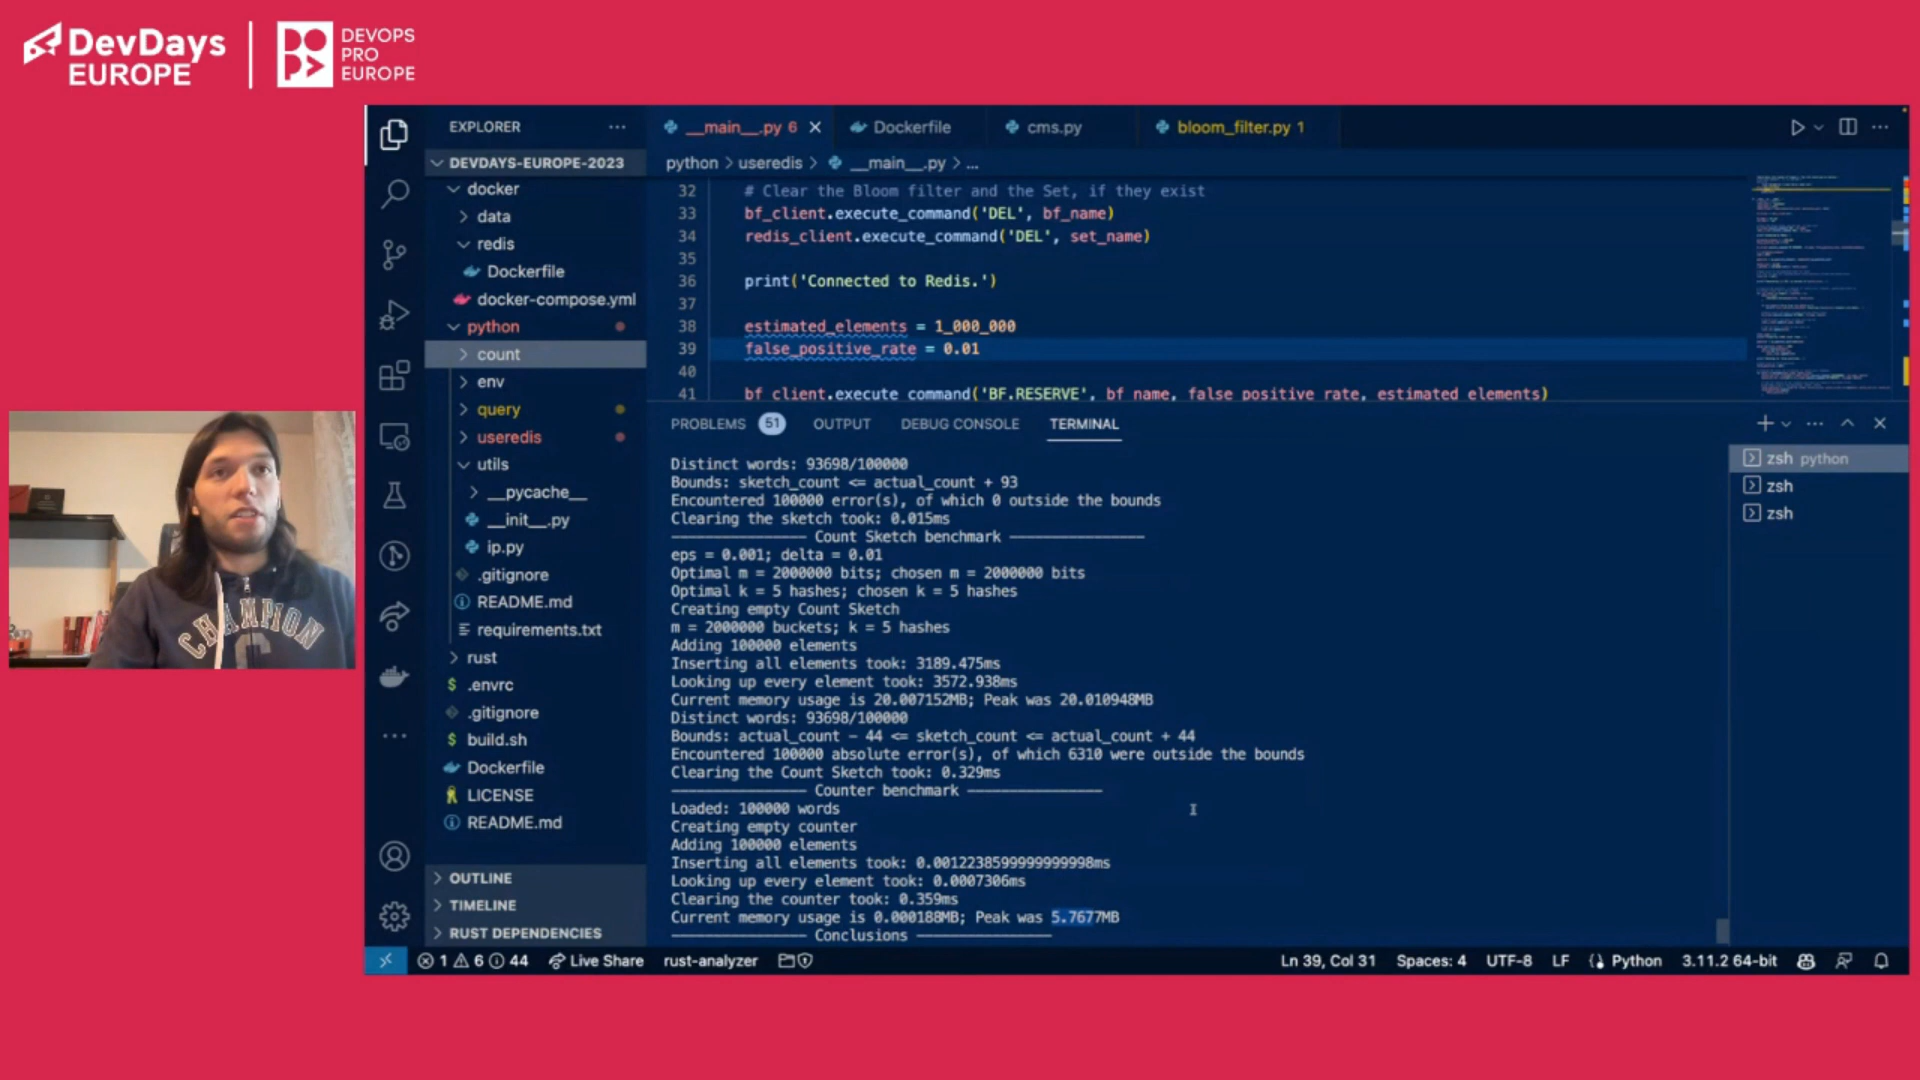 DevDays
EUROPE
DEVOPS
PRO
EUROPE
EXPLORER
DEVDAYS-EUROPE-2023
docker
data
redis
Dockerfile
docker-compose.yml
python
count
env
query
useredis
utils
__pycache__
__init__.py
ip.py
.gitignore
README.md
requirements.txt
rust
.envrc
.gitignore
build.sh
Dockerfile
LICENSE
README.md
OUTLINE
TIMELINE
RUST DEPENDENCIES
__main__.py 6
Dockerfile
cms.py
bloom_filter.py 1
python > useredis > __main__.py > ...
32 # Clear the Bloom filter and the Set, if they exist
33 bf_client.execute_command('DEL', bf_name)
34 redis_client.execute_command('DEL', set_name)
35
36 print('Connected to Redis.')
37
38 estimated_elements = 1_000_000
39 false_positive_rate = 0.01
40
41 bf_client.execute_command('BF.RESERVE', bf_name, false_positive_rate, estimated_elements)
PROBLEMS 51 OUTPUT DEBUG CONSOLE TERMINAL
Distinct words: 93698/100000
Bounds: sketch_count <= actual_count + 93
Encountered 100000 error(s), of which 0 outside the bounds
Clearing the sketch took: 0.015ms
Count Sketch benchmark
eps = 0.001; delta = 0.01
Optimal m = 2000000 bits; chosen m = 2000000 bits
Optimal k = 5 hashes; chosen k = 5 hashes
Creating empty Count Sketch
m = 2000000 buckets; k = 5 hashes
Adding 100000 elements
Inserting all elements took: 3189.475ms
Looking up every element took: 3572.938ms
Current memory usage is 20.007152MB; Peak was 20.010948MB
Distinct words: 93698/100000
Bounds: actual_count - 44 <= sketch_count <= actual_count + 44
Encountered 100000 absolute error(s), of which 6310 were outside the bounds
Clearing the Count Sketch took: 0.329ms
Counter benchmark
Loaded: 100000 words
Creating empty counter
Adding 100000 elements
Inserting all elements took: 0.0012238599999999998ms
Looking up every element took: 0.0007306ms
Clearing the counter took: 0.359ms
Current memory usage is 0.000188MB; Peak was 5.7677MB
Conclusions
zsh python
zsh
zsh
1 6 44 Live Share rust-analyzer
Ln 39, Col 31 Spaces: 4 UTF-8 LF Python 3.11.2 64-bit
CHAMPION
C